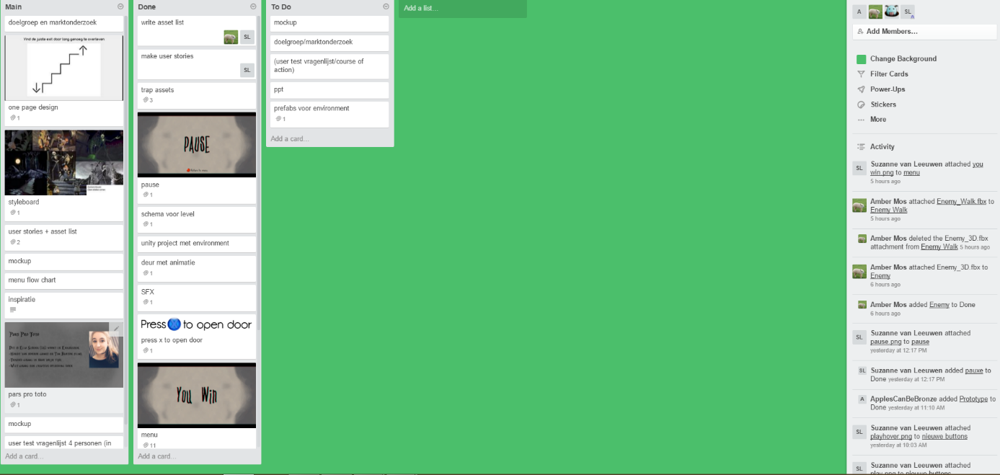 Main
doelgroep en marktonderzoek
Vind de juiste exit door lang genoeg te overleven
one page design
1
styleboard
1
user stories + asset list
2
mockup
menu flow chart
inspiratie
Pars Pro Toto
pars pro toto
1
mockup
user test vragenlijst 4 personen (in
Add a card...
Done
write asset list
SL
make user stories
SL
trap assets
3
PAUSE
pause
1
schema voor level
1
unity project met environment
deur met animatie
1
SFX
1
Press X to open door
press x to open door
1
You Win
menu
11
Add a card...
To Do
mockup
doelgroep/marktonderzoek
(user test vragenlijst/course of
action)
ppt
prefabs voor environment
1
Add a card...
Add a list...
A SL
Add Members...
Change Background
Filter Cards
Power-Ups
Stickers
More
Activity
SL
Suzanne van Leeuwen attached you
win.png to menu
5 hours ago
Amber Mos attached Enemy_Walk.fbx to
Enemy Walk
5 hours ago
Amber Mos deleted the Enemy_3D.fbx
attachment from Enemy Walk 5 hours ago
Amber Mos attached Enemy_3D.fbx to
Enemy
6 hours ago
Amber Mos added Enemy to Done
6 hours ago
SL
Suzanne van Leeuwen attached
pause.png to pause
yesterday at 12:17 PM
SL
Suzanne van Leeuwen added pauxe to
Done yesterday at 12:17 PM
A
ApplesCanBeBronze added Prototype to
Done yesterday at 11:10 AM
SL
Suzanne van Leeuwen attached
playhover.png to nieuwe buttons
yesterday at 10:03 AM
SL
Suzanne van Leeuwen attached
play.png to nieuwe buttons